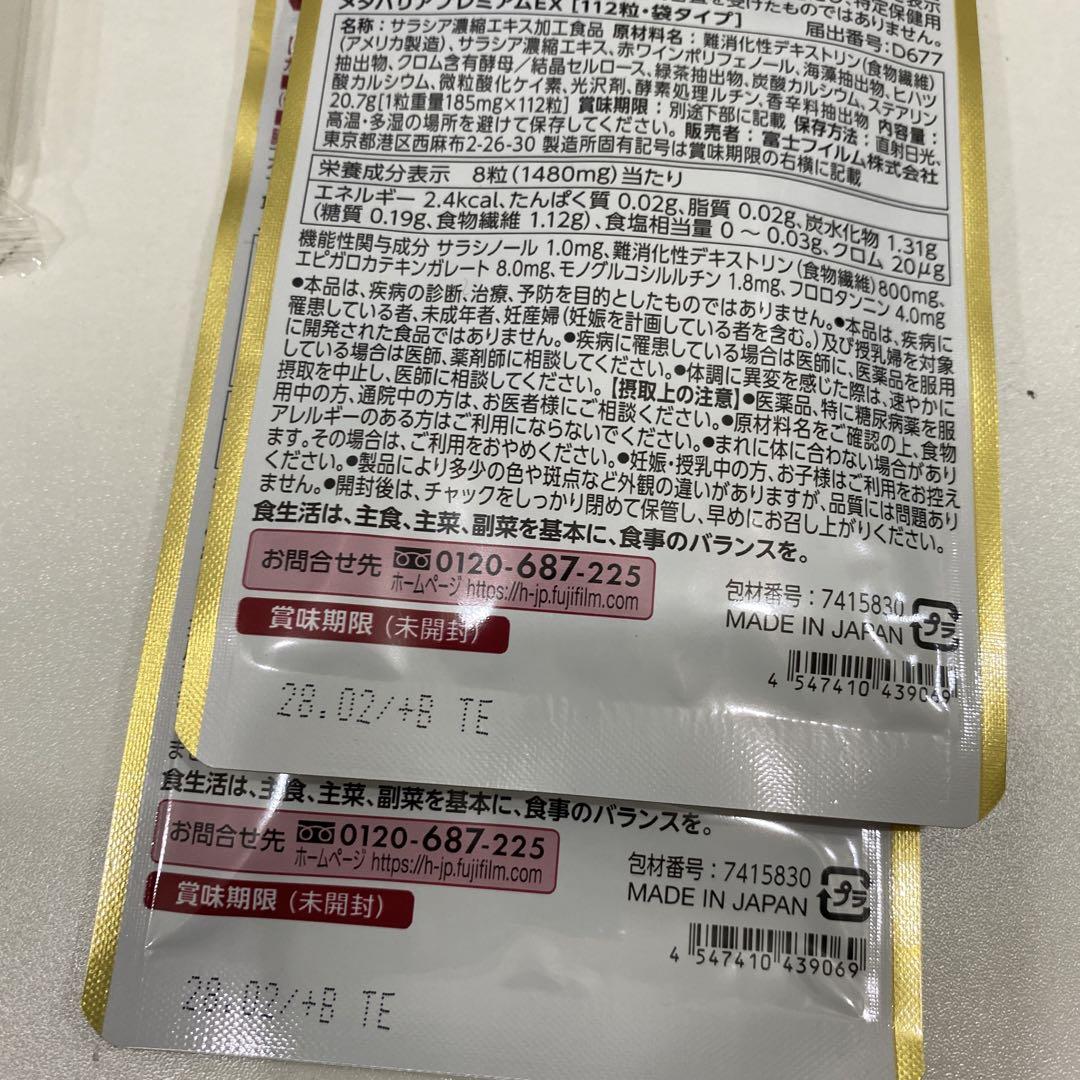 を受けたものではありません。
メタバリアプレミアムEX [112粒・袋タイプ]
届出番号:D677
名称：サラシア濃縮エキス加工食品 原材料名：難消化性デキストリン(食物繊維)
(アメリカ製造)、サラシア濃縮エキス、赤ワインポリフェノール、海藻抽出物、ヒハツ
抽出物、クロム含有酵母／結晶セルロース、緑茶抽出物、炭酸カルシウム、ステアリン
酸カルシウム、微粒酸化ケイ素、光沢剤、酵素処理ルチン、香辛料抽出物 内容量：
20.7g[1粒重量185mg×112粒] 賞味期限：別途下部に記載 保存方法：直射日光、
高温・多湿の場所を避けて保存してください。 販売者：富士フイルム株式会社
東京都港区西麻布2-26-30 製造所固有記号は賞味期限の右横に記載
栄養成分表示 8粒(1480mg)当たり
エネルギー 2.4kcal、たんぱく質 0.02g、脂質 0.02g、炭水化物 1.31g
(糖質 0.19g、食物繊維 1.12g)、食塩相当量 0 ～ 0.03g、クロム 20μg
機能性関与成分 サラシノール 1.0mg、難消化性デキストリン(食物繊維)800mg、
エピガロカテキンガレート 8.0mg、モノグルコシルルチン 1.8mg、フロロタンニン 4.0mg
●本品は、疾病の診断、治療、予防を目的としたものではありません。●本品は、疾病に
罹患している者、未成年者、妊産婦(妊娠を計画している者を含む。)及び授乳婦を対象
に開発された食品ではありません。●疾病に罹患している場合は医師に、医薬品を服用
している場合は医師、薬剤師に相談してください。●体調に異変を感じた際は、速やかに
摂取を中止し、医師に相談してください。【摂取上の注意】●医薬品、特に糖尿病薬を服
用中の方、通院中の方は、お医者様にご相談ください。●原材料名をご確認の上、食物
アレルギーのある方はご利用にならないでください。●まれに体に合わない場合があり
ます。その場合は、ご利用をおやめください。●妊娠・授乳中の方、お子様はご利用をお控え
ください。●製品により多少の色や斑点など外観の違いがありますが、品質には問題あり
ません。●開封後は、チャックをしっかり閉めて保管し、早めにお召し上がりください。
食生活は、主食、主菜、副菜を基本に、食事のバランスを。
お問合せ先 0120-687-225
ホームページ https://h-jp.fujifilm.com
包材番号：7415830
MADE IN JAPAN
プラ
賞味期限 (未開封)
4 547410 439069
28.02/+B TE
食生活は、主食、主菜、副菜を基本に、食事のバランスを。
お問合せ先 0120-687-225
ホームページ https://h-jp.fujifilm.com
包材番号：7415830
MADE IN JAPAN
プラ
賞味期限 (未開封)
4 547410 439069
28.02/+B TE